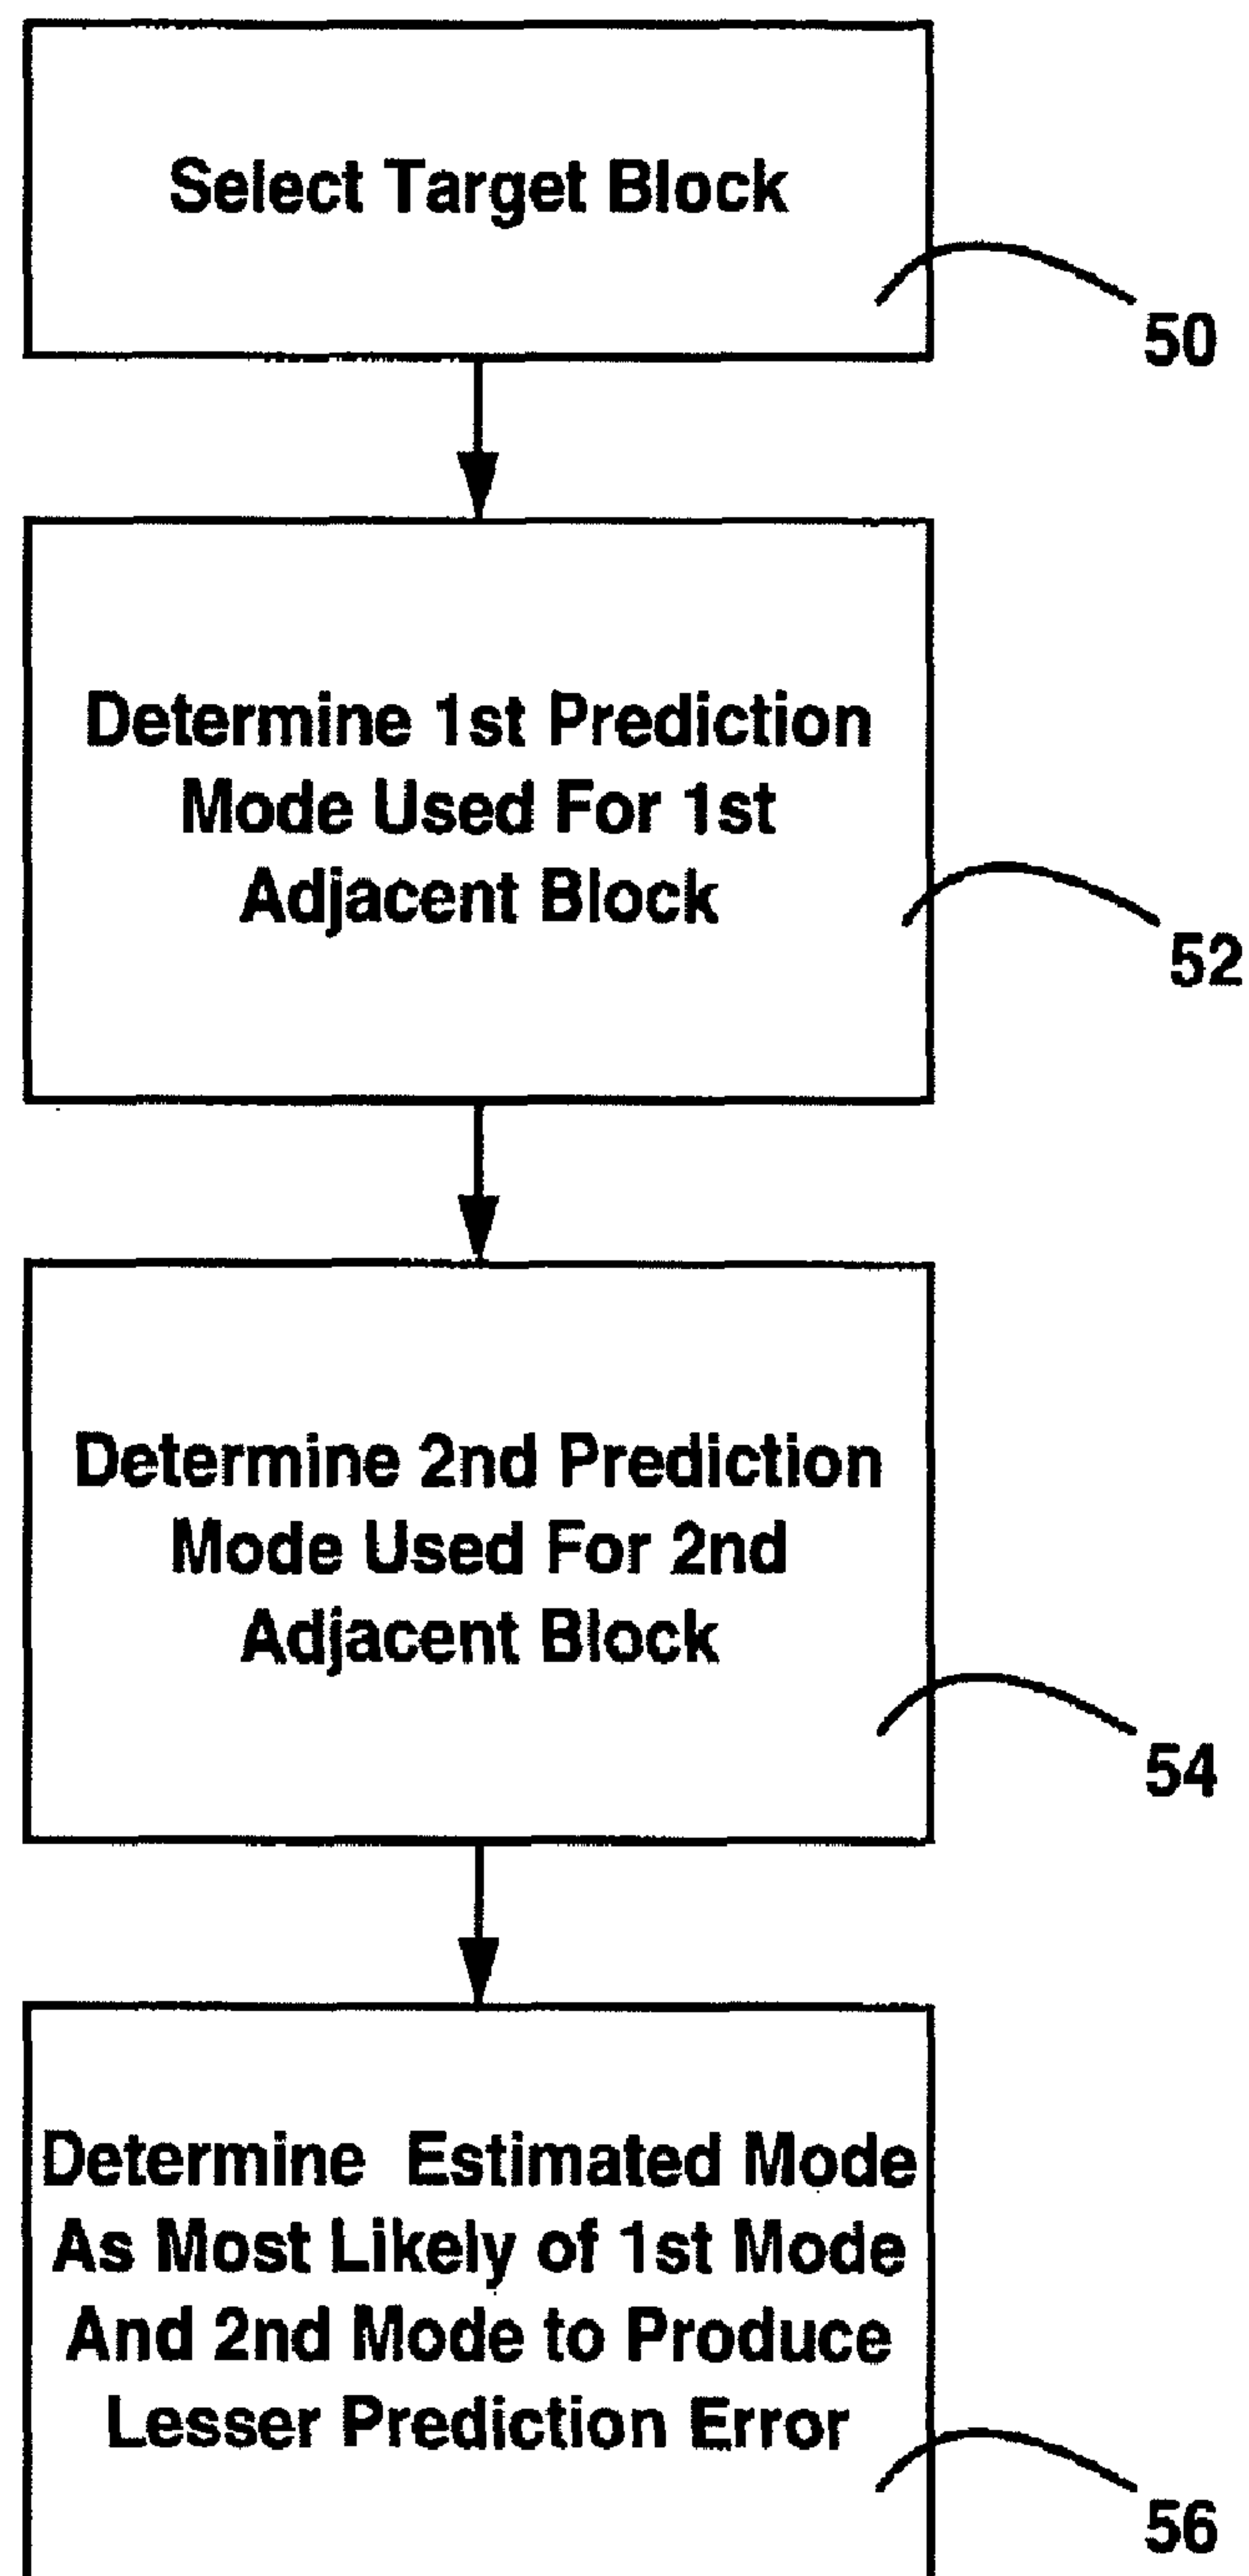 Select Target Block
50
Determine 1st Prediction
Mode Used For 1st
Adjacent Block
52
Determine 2nd Prediction
Mode Used For 2nd
Adjacent Block
54
Determine Estimated Mode
As Most Likely of 1st Mode
And 2nd Mode to Produce
Lesser Prediction Error
56